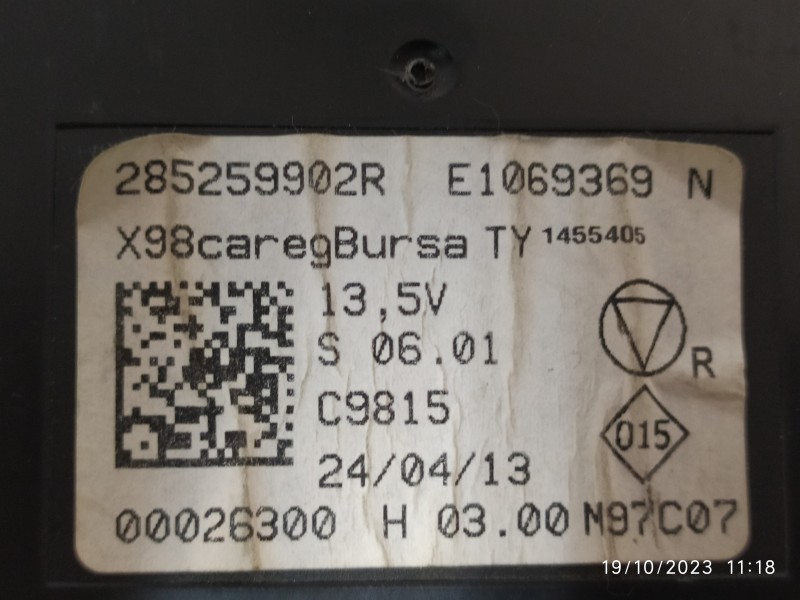 285259902R E1069369 N
X98caregBursa TY 1455405
13,5V
S 06.01
R
C9815
015
24/04/13
00026300 H 03.00 M97C07
19/10/2023 11:18